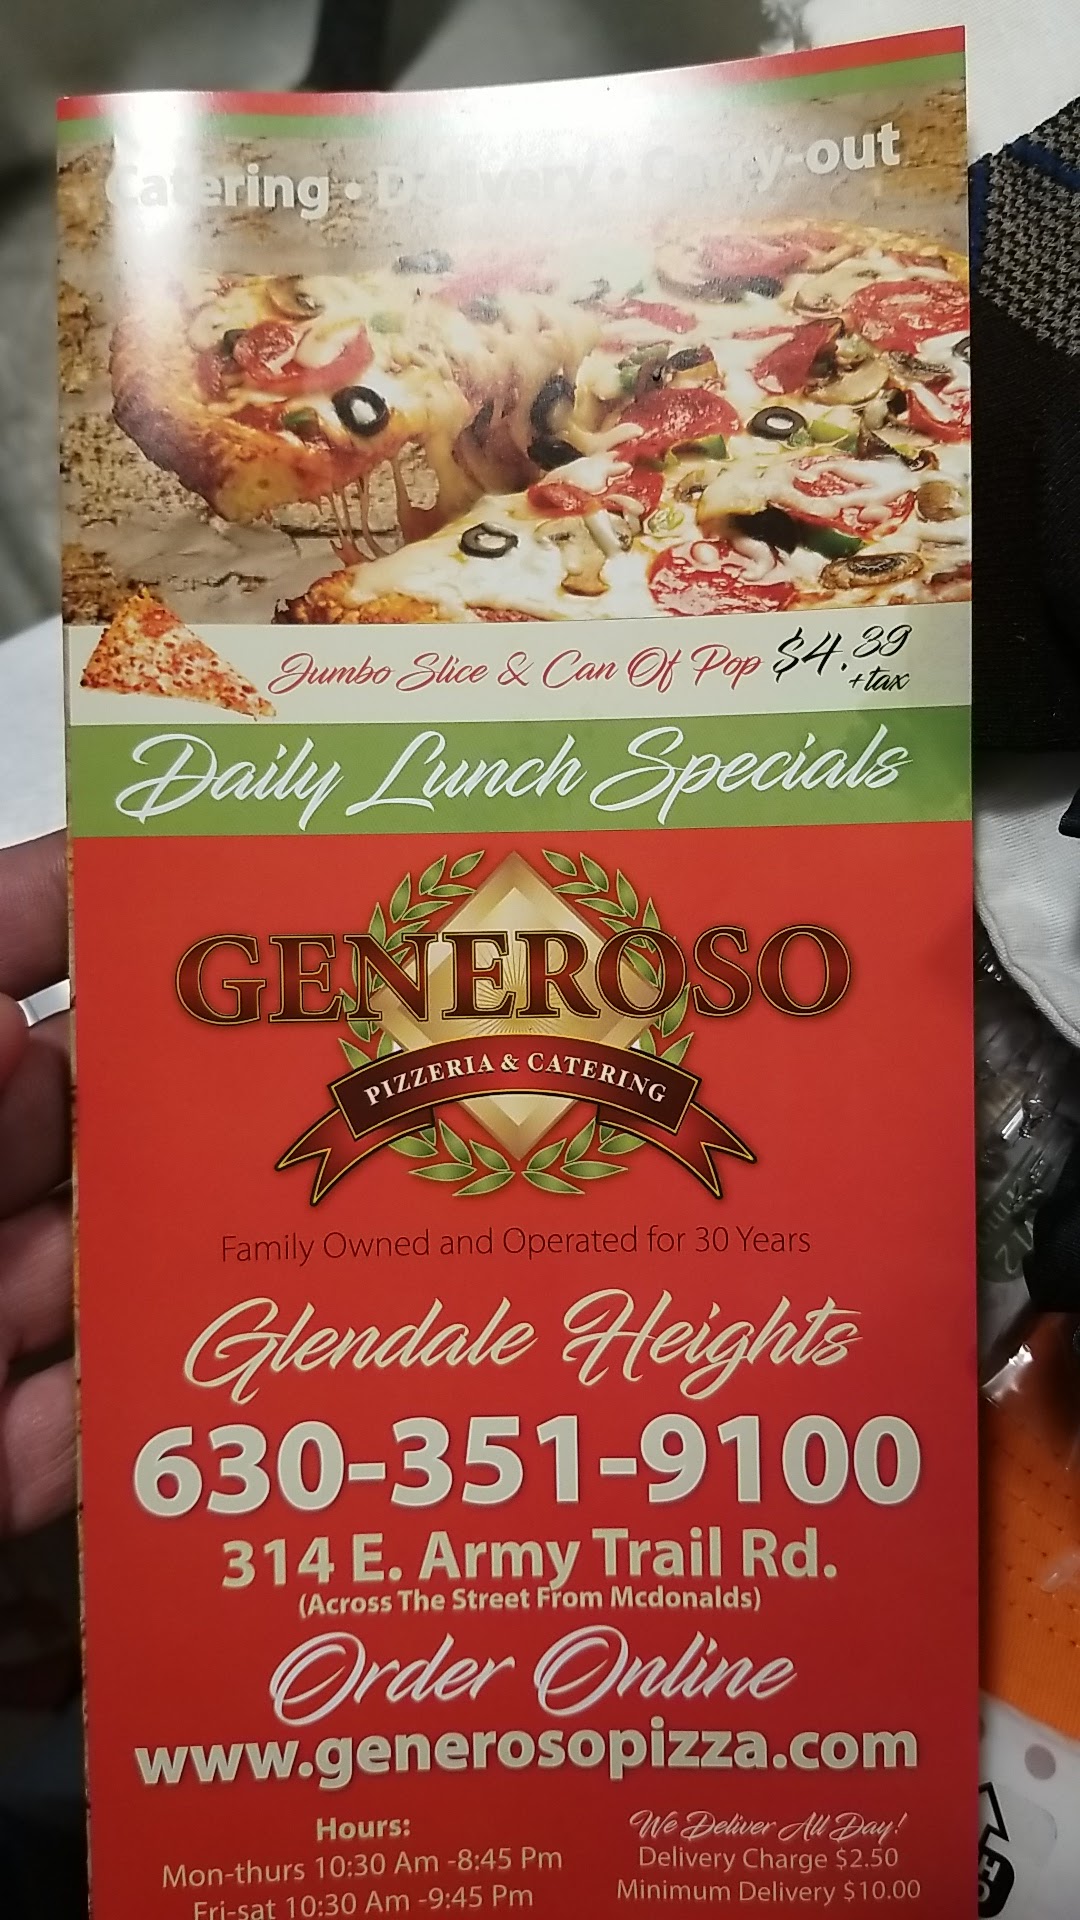 Catering • Delivery • Carry-out
Jumbo Slice & Can Of Pop $4.39
+tax
Daily Lunch Specials
GENEROSO
PIZZERIA & CATERING
Family Owned and Operated for 30 Years
Glendale Heights
630-351-9100
314 E. Army Trail Rd.
(Across The Street From Mcdonalds)
Order Online
www.generosopizza.com
Hours:
Mon-thurs 10:30 Am -8:45 Pm
Fri-sat 10:30 Am -9:45 Pm
We Deliver All Day!
Delivery Charge $2.50
Minimum Delivery $10.00